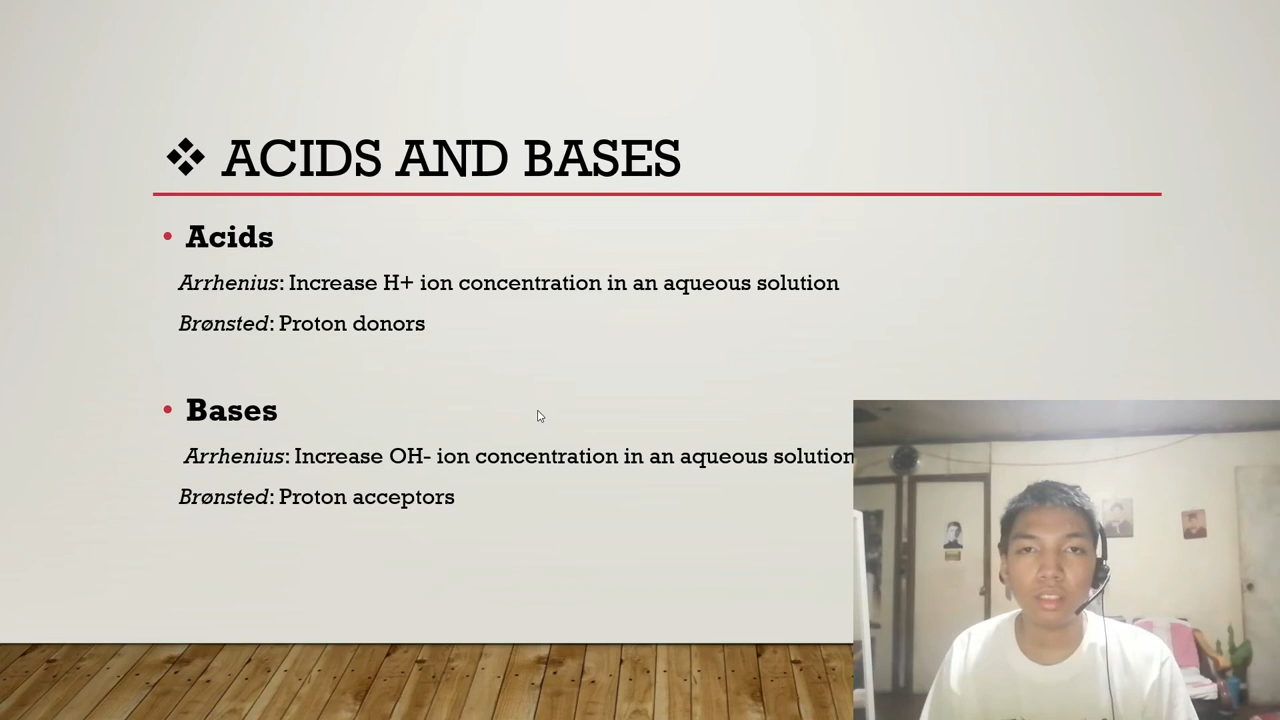 ACIDS AND BASES
Acids
Arrhenius: Increase H+ ion concentration in an aqueous solution
Brønsted: Proton donors
Bases
Arrhenius: Increase OH- ion concentration in an aqueous solution
Brønsted: Proton acceptors